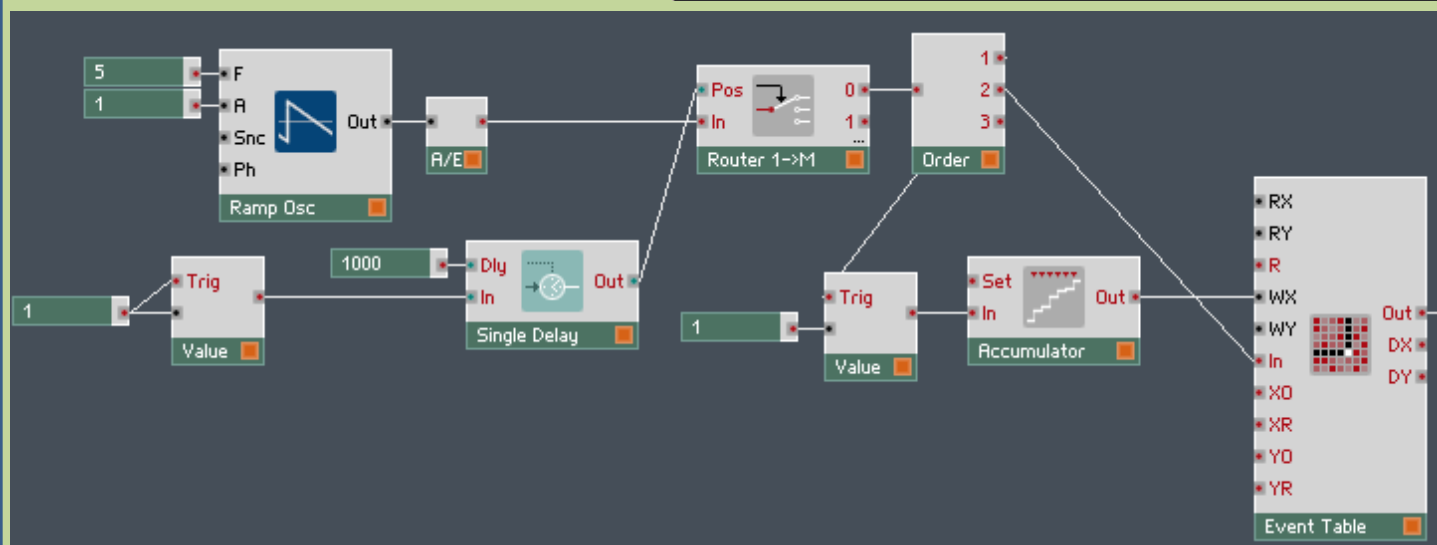 5
1
F
A
Snc
Ph
Out
Ramp Osc
A/E
Pos
In
0
1
...
Router 1->M
1
2
3
Order
1
Trig
Value
1000
Dly
In
Out
Single Delay
1
Trig
Value
Set
In
Out
Accumulator
RX
RY
R
WX
WY
In
XO
XR
YO
YR
Out
DX
DY
Event Table